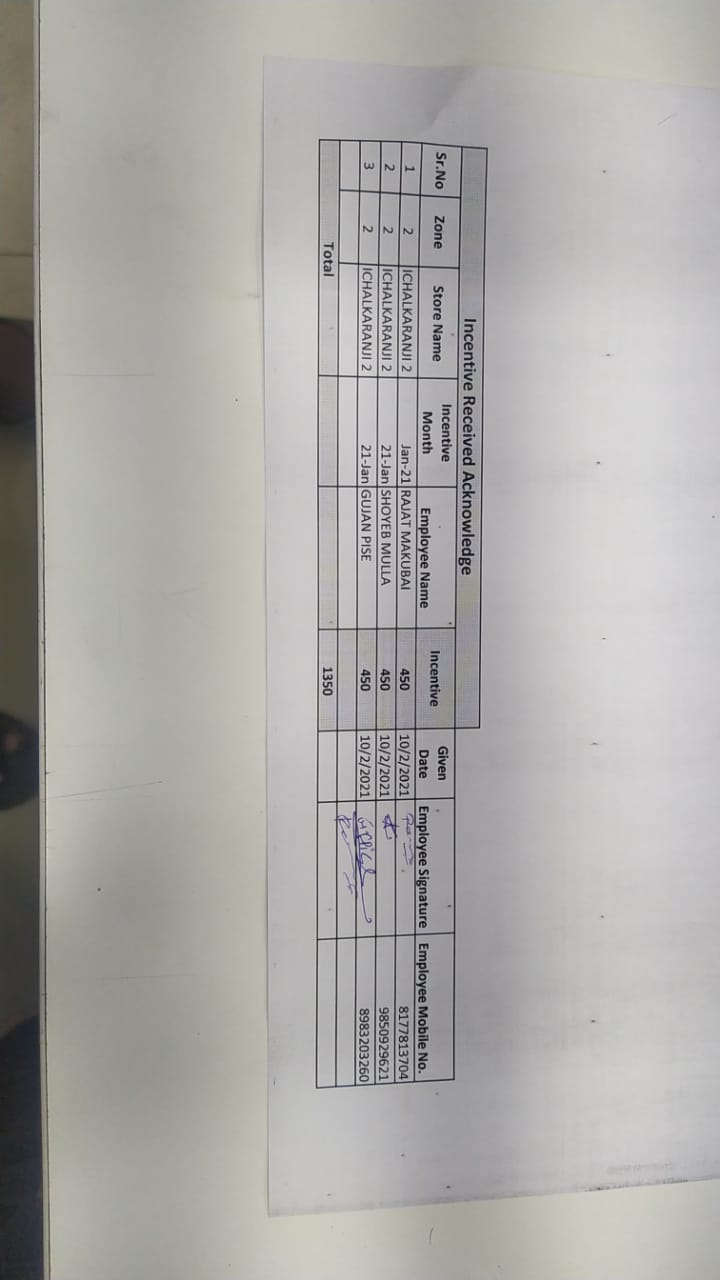 Incentive Received Acknowledge
Sr.No Zone Store Name Incentive Month Employee Name Incentive Given Date Employee Signature Employee Mobile No.
1 2 ICHALKARANJI 2 Jan-21 RAJAT MAKUBAI 450 10/2/2021 8177813704
2 2 ICHALKARANJI 2 21-Jan SHOYEB MULLA 450 10/2/2021 9850929621
3 2 ICHALKARANJI 2 21-Jan GUJAN PISE 450 10/2/2021 8983203260
Total 1350